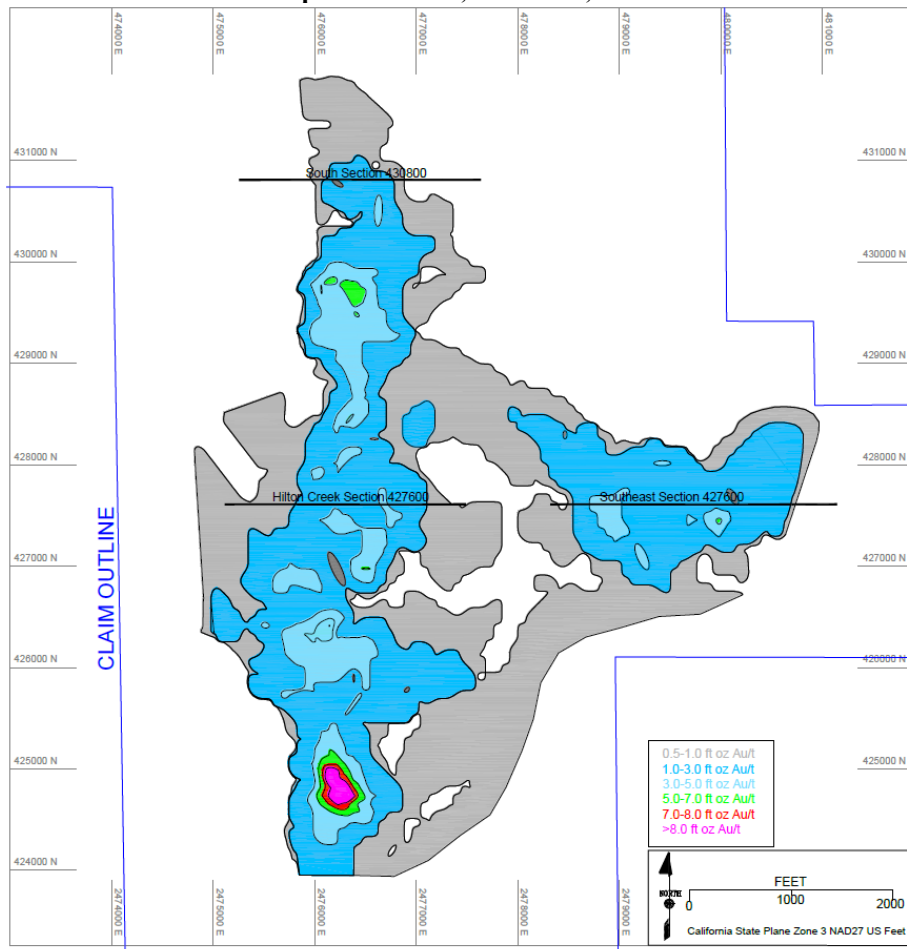 474000 E
475000 E
476000 E
477000 E
478000 E
479000 E
480000 E
481000 E
431000 N
431000 N
South Section 430800
430000 N
430000 N
429000 N
429000 N
428000 N
428000 N
Hilton Creek Section 427600
Southeast Section 427600
427000 N
427000 N
CLAIM OUTLINE
426000 N
420000 N
425000 N
425000 N
0.5-1.0 ft oz Au/t
1.0-3.0 ft oz Au/t
3.0-5.0 ft oz Au/t
5.0-7.0 ft oz Au/t
7.0-8.0 ft oz Au/t
>8.0 ft oz Au/t
424000 N
2474000 E
2475000 E
2476000 E
2477000 E
2479000 E
NORTH
FEET
0
1000
2000
California State Plane Zone 3 NAD27 US Feet